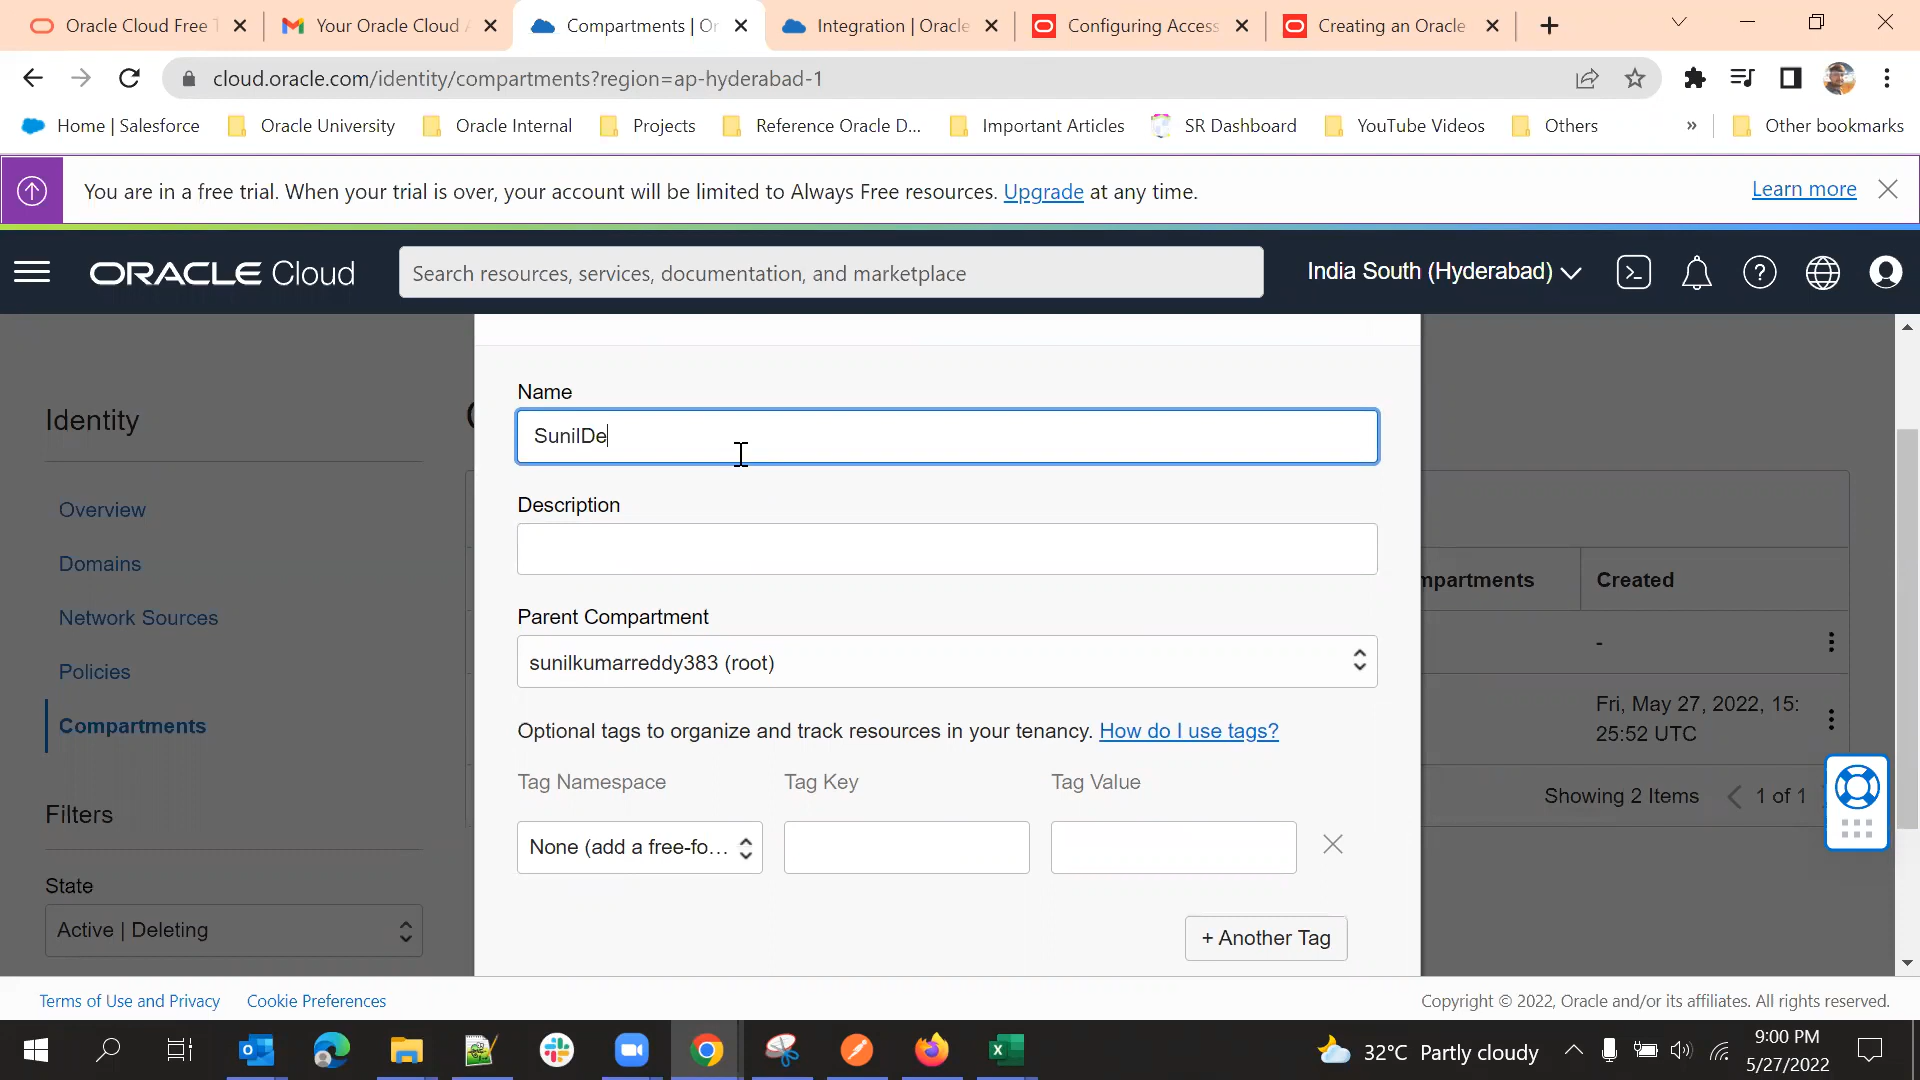 Oracle Cloud Free T
Your Oracle Cloud A
Compartments | Or
Integration | Oracle
Configuring Access
Creating an Oracle
cloud.oracle.com/identity/compartments?region=ap-hyderabad-1
Home | Salesforce
Oracle University
Oracle Internal
Projects
Reference Oracle D...
Important Articles
SR Dashboard
YouTube Videos
Others
»
Other bookmarks
You are in a free trial. When your trial is over, your account will be limited to Always Free resources. Upgrade at any time.
Learn more
ORACLE Cloud
Search resources, services, documentation, and marketplace
India South (Hyderabad)
Identity
Overview
Domains
Network Sources
Policies
Compartments
Filters
State
Active | Deleting
Name
SunilDe
Description
Parent Compartment
sunilkumarreddy383 (root)
Optional tags to organize and track resources in your tenancy. How do I use tags?
Tag Namespace
Tag Key
Tag Value
None (add a free-fo...
+ Another Tag
mpartments
Created
-
Fri, May 27, 2022, 15:
25:52 UTC
Showing 2 Items
1 of 1
Terms of Use and Privacy
Cookie Preferences
Copyright © 2022, Oracle and/or its affiliates. All rights reserved.
32°C Partly cloudy
9:00 PM
5/27/2022